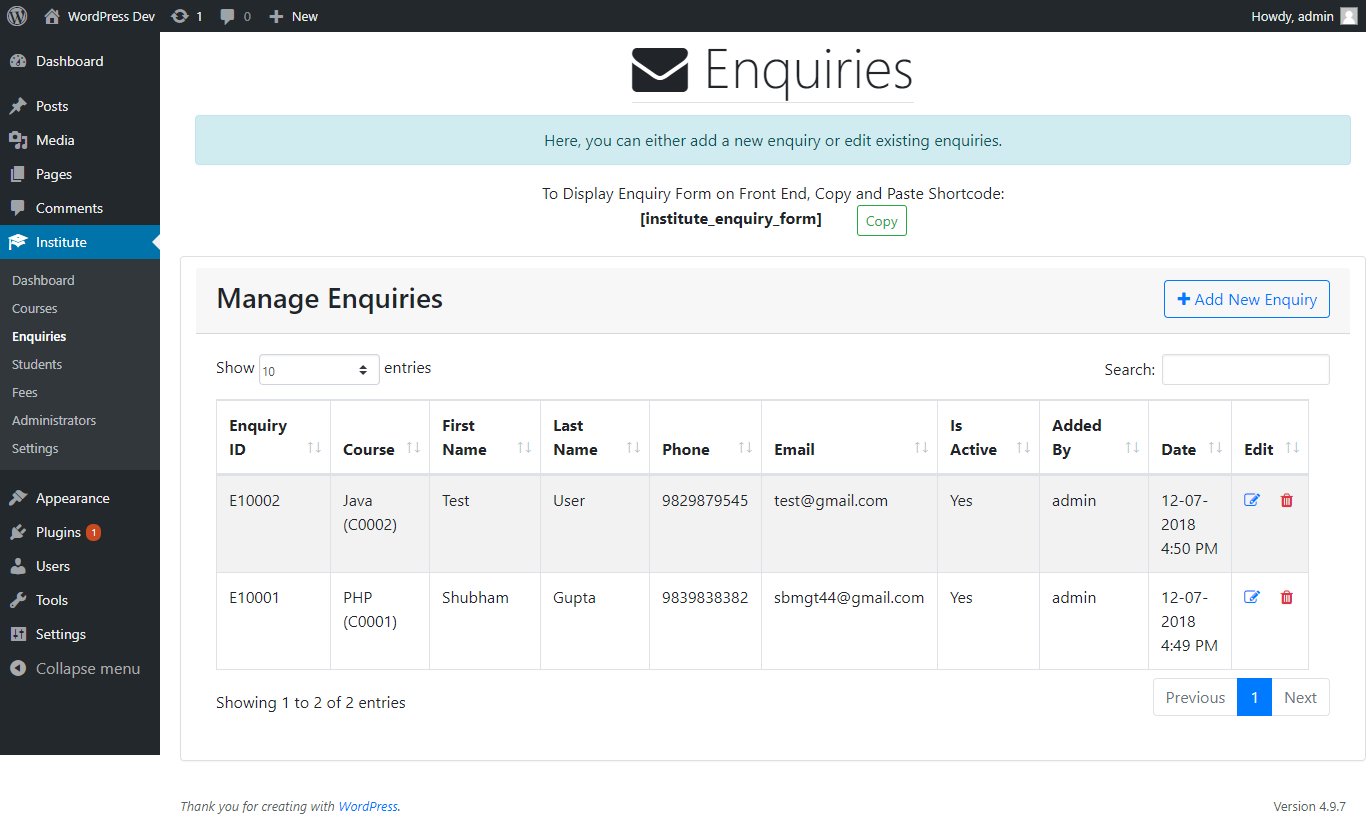 WordPress Dev 1 0 New Howdy, admin
Dashboard
Posts
Media
Pages
Comments
Institute
Dashboard
Courses
Enquiries
Students
Fees
Administrators
Settings
Appearance
Plugins 1
Users
Tools
Settings
Collapse menu
Enquiries
Here, you can either add a new enquiry or edit existing enquiries.
To Display Enquiry Form on Front End, Copy and Paste Shortcode:
[institute_enquiry_form] Copy
Manage Enquiries Add New Enquiry
Show 10 entries Search:
Enquiry ID Course First Name Last Name Phone Email Is Active Added By Date Edit
E10002 Java (C0002) Test User 9829879545 test@gmail.com Yes admin 12-07-2018 4:50 PM
E10001 PHP (C0001) Shubham Gupta 9839838382 sbmgt44@gmail.com Yes admin 12-07-2018 4:49 PM
Showing 1 to 2 of 2 entries Previous 1 Next
Thank you for creating with WordPress. Version 4.9.7